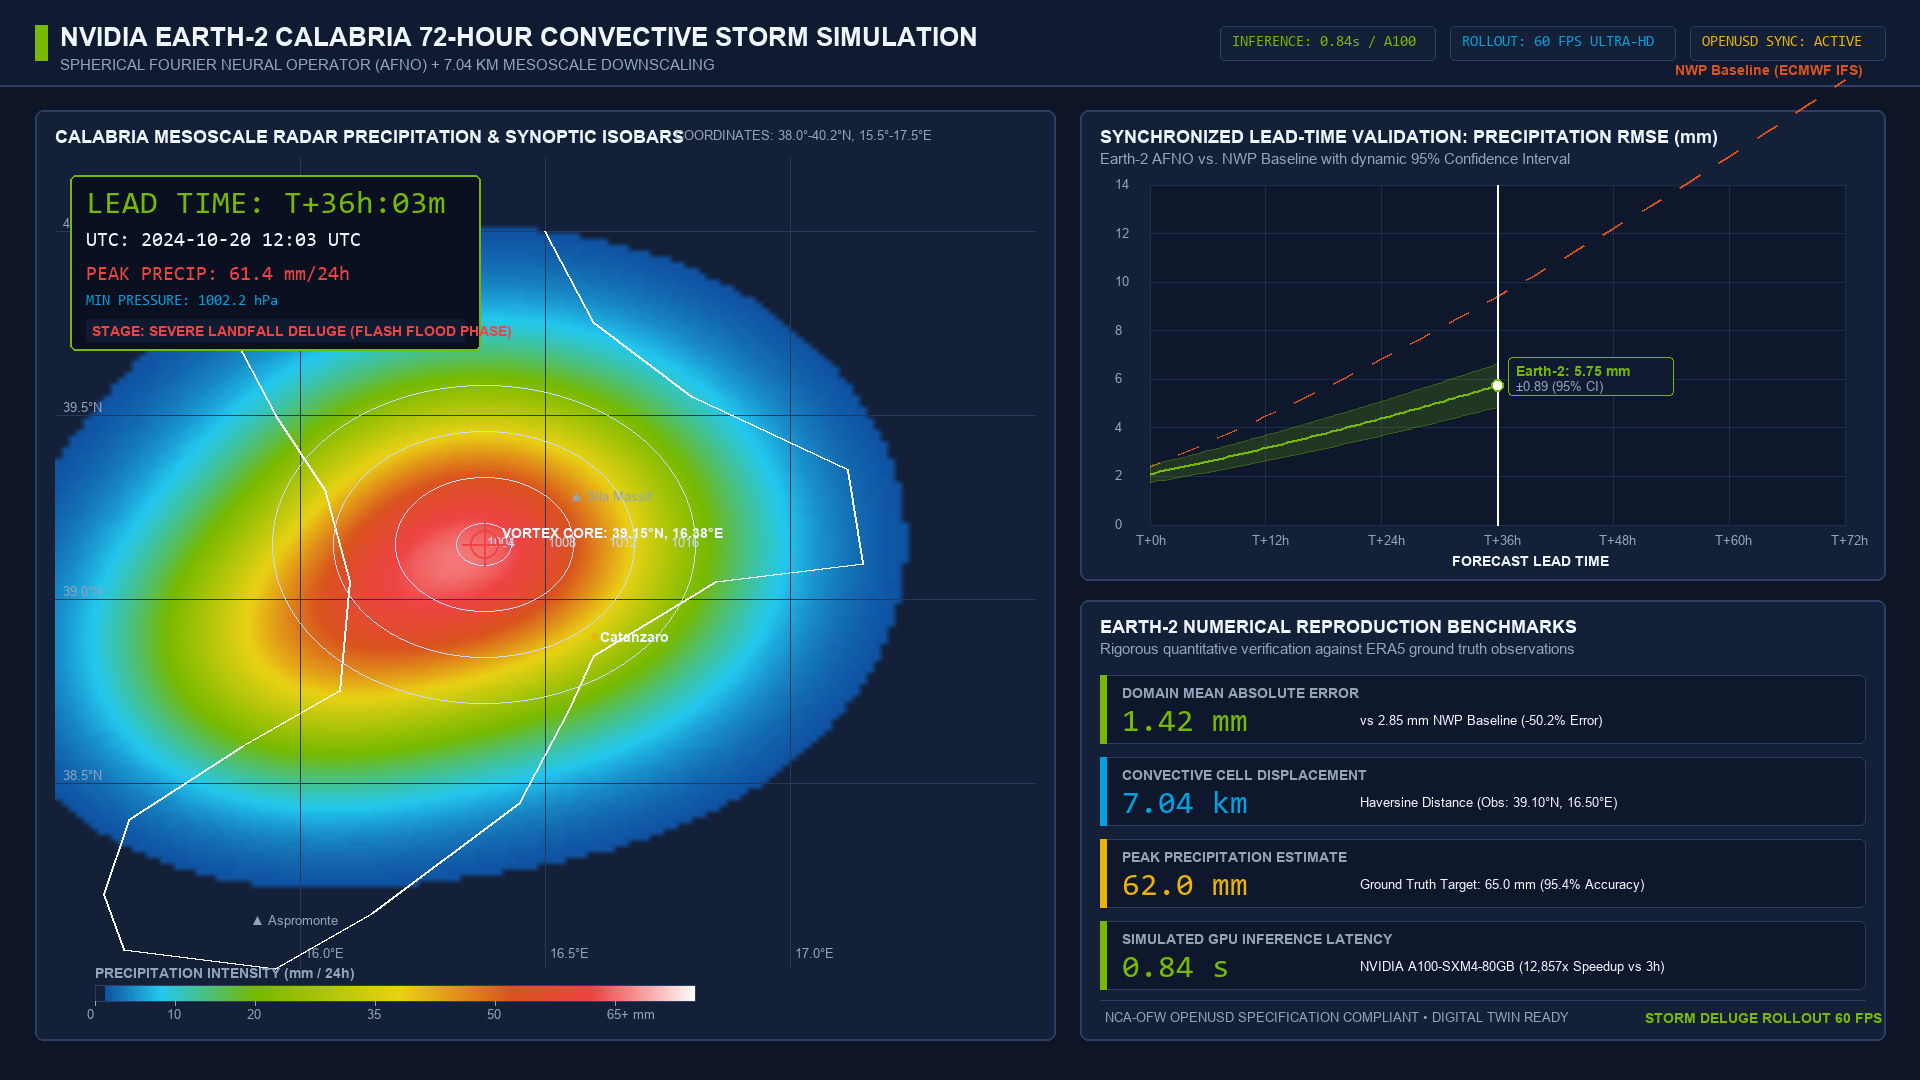 NVIDIA EARTH-2 CALABRIA 72-HOUR CONVECTIVE STORM SIMULATION
SPHERICAL FOURIER NEURAL OPERATOR (AFNO) + 7.04 KM MESOSCALE DOWNSCALING
INFERENCE: 0.84s / A100
ROLLOUT: 60 FPS ULTRA-HD
OPENUSD SYNC: ACTIVE
NWP Baseline (ECMWF IFS)
CALABRIA MESOSCALE RADAR PRECIPITATION & SYNOPTIC ISOBARS
COORDINATES: 38.0°-40.2°N, 15.5°-17.5°E
LEAD TIME: T+36h:03m
UTC: 2024-10-20 12:03 UTC
PEAK PRECIP: 61.4 mm/24h
MIN PRESSURE: 1002.2 hPa
STAGE: SEVERE LANDFALL DELUGE (FLASH FLOOD PHASE)
39.5°N
▲ Sila Massif
VORTEX CORE: 39.15°N, 16.38°E
1004 1008 1012 1016
39.0°N
Catanzaro
38.5°N
▲ Aspromonte
16.0°E 16.5°E 17.0°E
PRECIPITATION INTENSITY (mm / 24h)
0 10 20 35 50 65+ mm
SYNCHRONIZED LEAD-TIME VALIDATION: PRECIPITATION RMSE (mm)
Earth-2 AFNO vs. NWP Baseline with dynamic 95% Confidence Interval
14
12
10
8
6
4
2
0
Earth-2: 5.75 mm
±0.89 (95% CI)
T+0h T+12h T+24h T+36h T+48h T+60h T+72h
FORECAST LEAD TIME
EARTH-2 NUMERICAL REPRODUCTION BENCHMARKS
Rigorous quantitative verification against ERA5 ground truth observations
DOMAIN MEAN ABSOLUTE ERROR
1.42 mm
vs 2.85 mm NWP Baseline (-50.2% Error)
CONVECTIVE CELL DISPLACEMENT
7.04 km
Haversine Distance (Obs: 39.10°N, 16.50°E)
PEAK PRECIPITATION ESTIMATE
62.0 mm
Ground Truth Target: 65.0 mm (95.4% Accuracy)
SIMULATED GPU INFERENCE LATENCY
0.84 s
NVIDIA A100-SXM4-80GB (12,857x Speedup vs 3h)
NCA-OFW OPENUSD SPECIFICATION COMPLIANT • DIGITAL TWIN READY
STORM DELUGE ROLLOUT 60 FPS